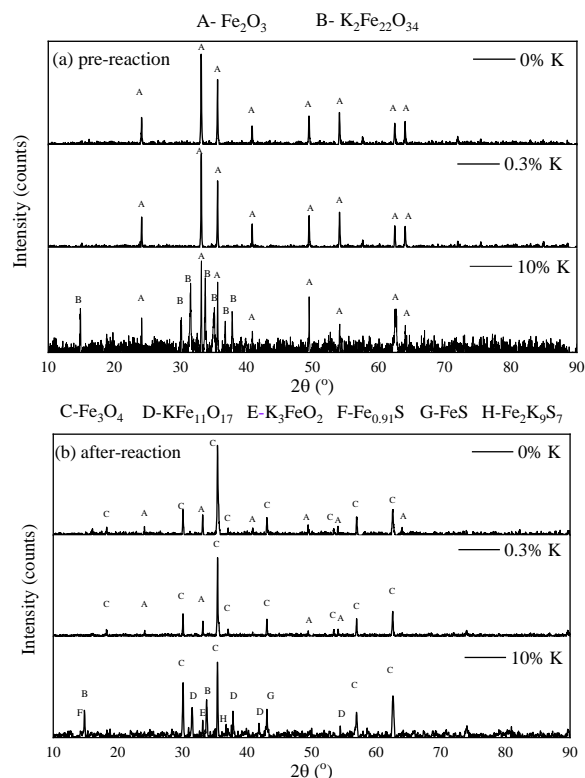 A- Fe₂O₃ B- K₂Fe₂₂O₃₄
(a) pre-reaction
0% K
A A A A A A A A
0.3% K
A A A A A A A A
10% K
B A B B A B B A B B A A A A A
Intensity (counts)
10 20 30 40 50 60 70 80 90
2θ (°)
C-Fe₃O₄ D-KFe₁₁O₁₇ E-K₃FeO₂ F-Fe₀.₉₁S G-FeS H-Fe₂K₉S₇
(b) after-reaction
0% K
C A C A C C A C A C A C C A
0.3% K
C A C A C C C A C A C C
10% K
F B C D E B C H D D G D C C
Intensity (counts)
10 20 30 40 50 60 70 80 90
2θ (°)